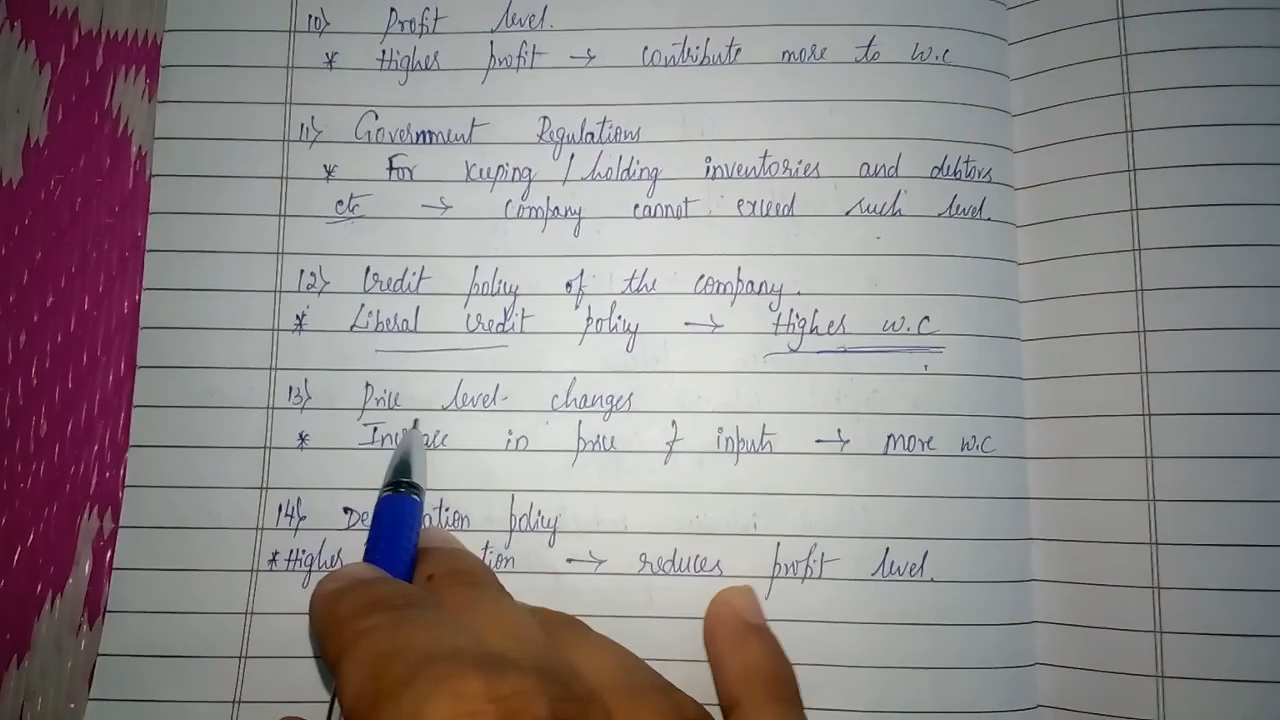 10) Profit level.
* Higher profit → contribute more to W.C
11) Government Regulations
* For keeping / holding inventories and debtors
etc → company cannot exceed such level.
12) Credit policy of the company.
* Liberal credit policy → Higher W.C
13) Price level changes
* Increase in price of inputs → more W.C
14) policy
* Higher → reduces profit level.